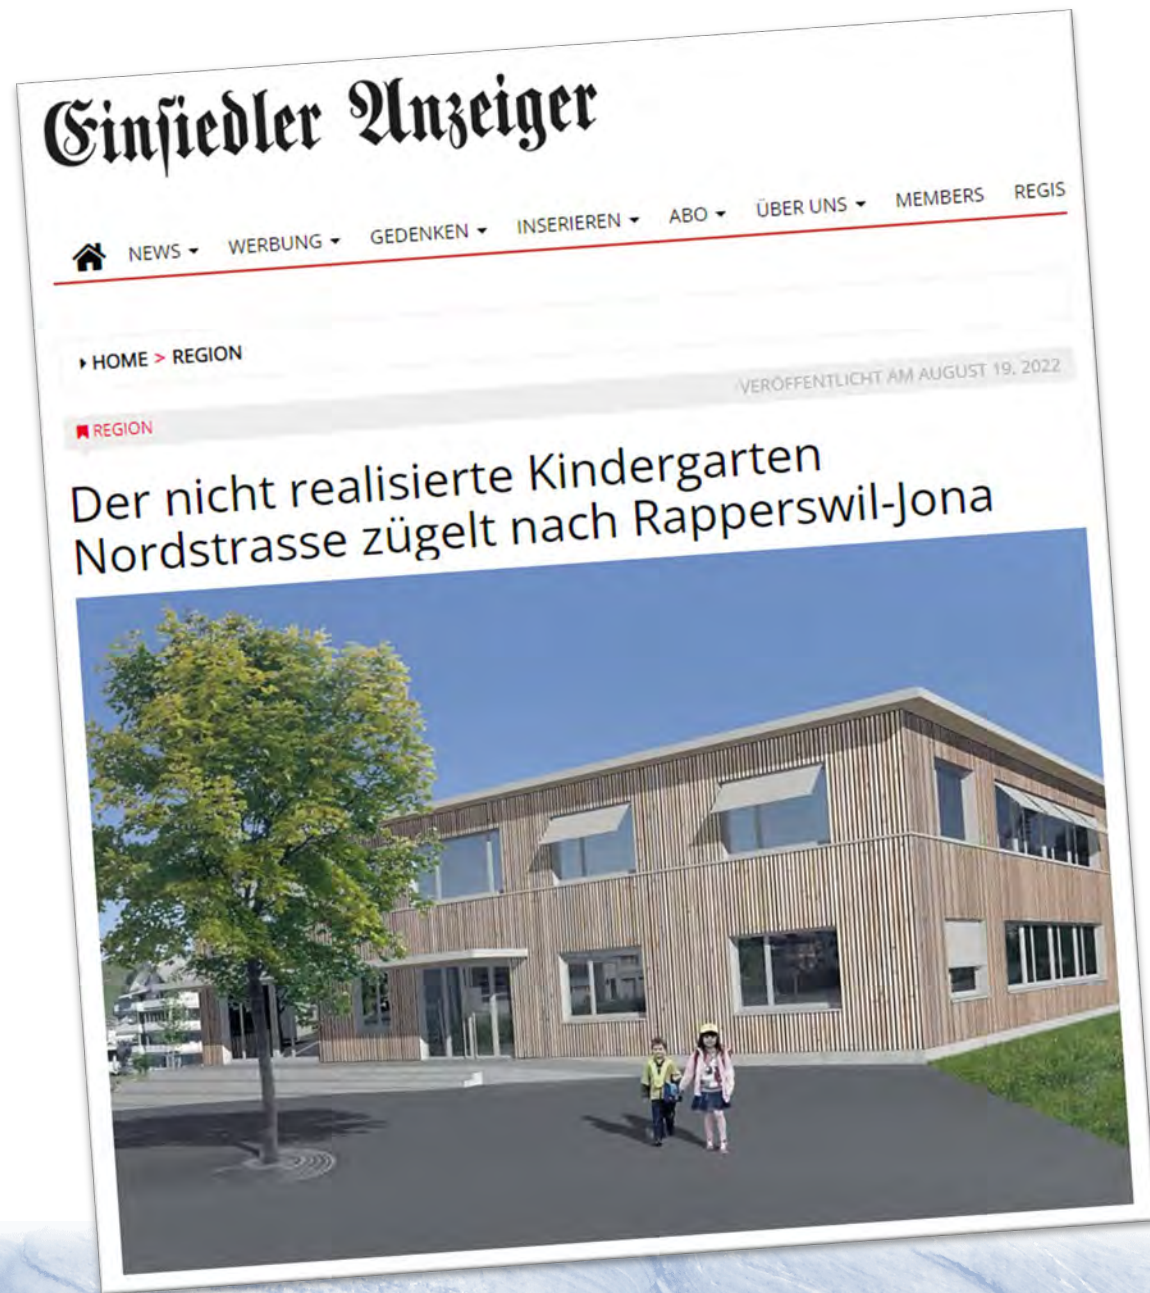 Einsiedler Anzeiger
NEWS WERBUNG GEDENKEN INSERIEREN ABO ÜBER UNS MEMBERS REGIS
HOME > REGION
VERÖFFENTLICHT AM AUGUST 19, 2022
REGION
Der nicht realisierte Kindergarten
Nordstrasse zügelt nach Rapperswil-Jona